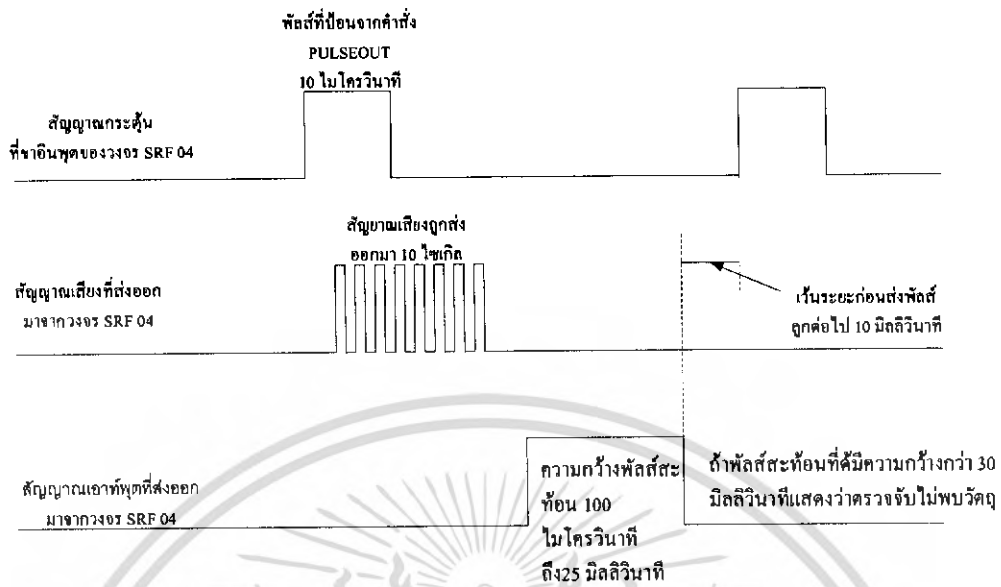 พัลส์ที่ป้อนจากคำสั่ง
PULSEOUT
10 ไมโครวินาที
สัญญาณกระตุ้น
ที่ขาอินพุตของวงจร SRF 04
สัญยาณเสียงถูกส่ง
ออกมา 10 ไซเกิล
สัญญาณเสียงที่ส่งออก
มาจากวงจร SRF 04
เว้นระยะก่อนส่งพัลส์
ลูกต่อไป 10 มิลลิวินาที
สัญญาณเอาท์พุตที่ส่งออก
มาจากวงจร SRF 04
ความกว้างพัลส์สะ
ท้อน 100
ไมโครวินาที
ถึง25 มิลลิวินาที
ถ้าพัลส์สะท้อนที่ด้มีความกว้างกว่า 30
มิลลิวินาทีแสดงว่าตรวจจับไม่พบวัตถุ